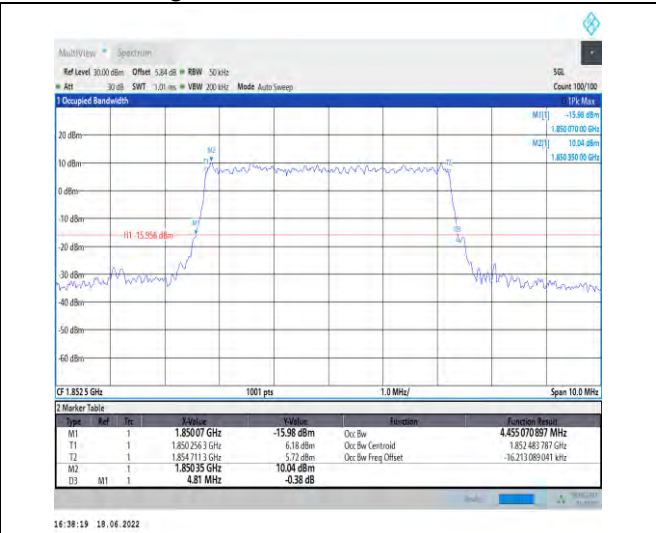 MultiView Spectrum
Ref Level 30.00 dBm Offset 5.84 dB RBW 50 kHz SGL
Att 30 dB SWT 1.01 ms VBW 200 kHz Mode Auto Sweep Count 100/100
1 Occupied Bandwidth 1Pk Max
M1[1] -15.98 dBm
1.850 070 00 GHz
M2[1] 10.04 dBm
1.850 350 00 GHz
M2
20 dBm
T1 T2
10 dBm
0 dBm
-10 dBm
M1
H1 -15.956 dBm
D3
-20 dBm
-30 dBm
-40 dBm
-50 dBm
-60 dBm
CF 1.852 5 GHz 1001 pts 1.0 MHz/ Span 10.0 MHz
2 Marker Table
Type Ref Trc X-Value Y-Value Function Function Result
M1 1 1.85007 GHz -15.98 dBm Occ Bw 4.455 070 897 MHz
T1 1 1.850 256 3 GHz 6.18 dBm Occ Bw Centroid 1.852 483 787 GHz
T2 1 1.854 711 3 GHz 5.72 dBm Occ Bw Freq Offset -16.213 089 041 kHz
M2 1 1.85035 GHz 10.04 dBm
D3 M1 1 4.81 MHz -0.38 dB
16:38:19 18.06.2022